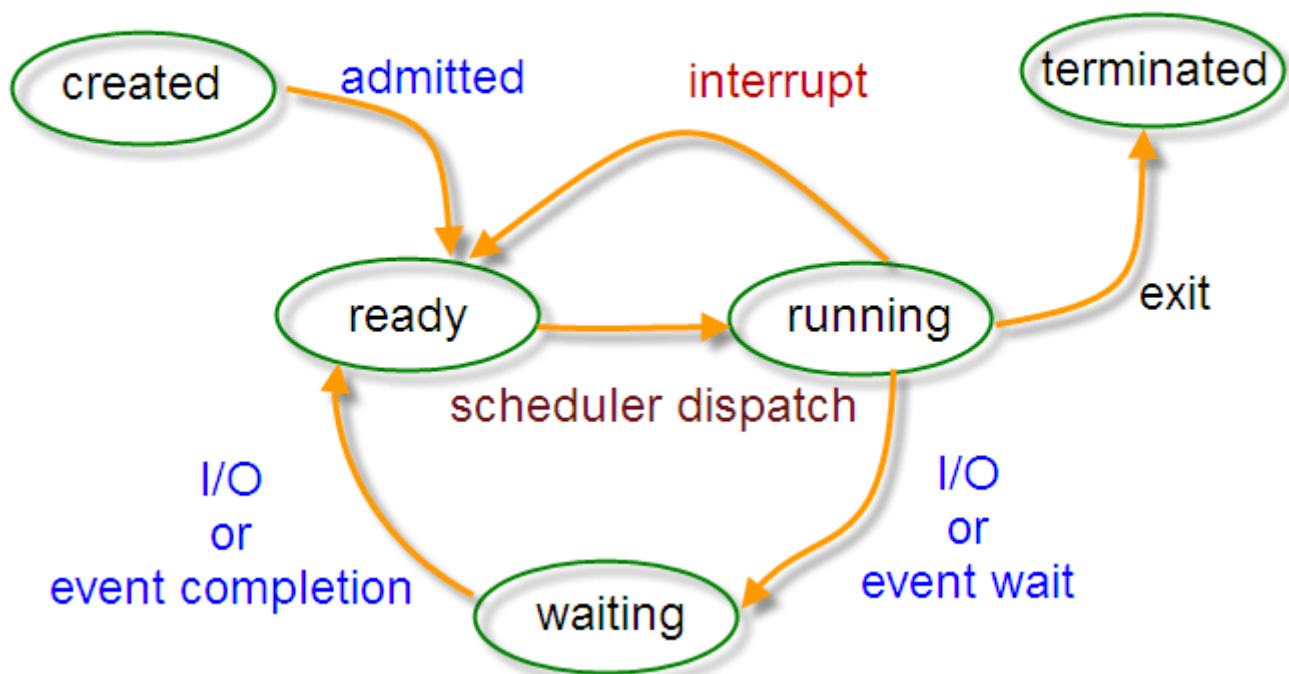 created
admitted
interrupt
terminated
ready
running
exit
scheduler dispatch
I/O
or
event completion
I/O
or
event wait
waiting